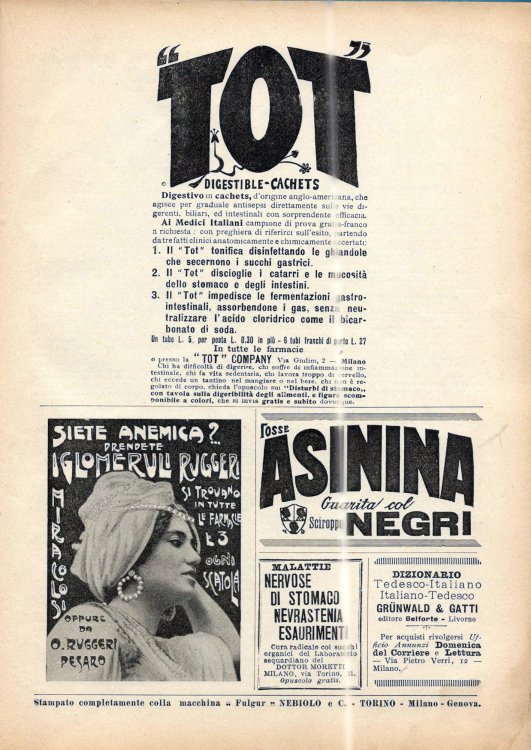 "TOT"
DIGESTIBLE-CACHETS
Digestivo in cachets, d'origine anglo-americana, che
agisce per graduale antisepsi direttamente sulle vie di-
gerenti, biliari, ed intestinali con sorprendente efficacia.
Ai Medici Italiani campione di prova gratis-franco
a richiesta: con preghiera di riferirci sull'esito, partendo
da tre fatti clinici anatomicamente e chimicamente accertati:
1. Il "Tot" tonifica disinfettando le ghiandole
che secernono i succhi gastrici.
2. Il "Tot" discioglie i catarri e le mucosità
dello stomaco e degli intestini.
3. Il "Tot" impedisce le fermentazioni gastro-
intestinali, assorbendone i gas, senza neu-
tralizzare l'acido cloridrico come il bicar-
bonato di soda.
Un tubo L. 5, per posta L. 0.30 in più - 6 tubi franchi di porto L. 27
In tutte le farmacie
o presso la "TOT" COMPANY Via Giulini, 2 — Milano
Chi ha difficoltà di digerire, chi soffre da infiammazione in-
testinale, chi fa vita sedentaria, chi lavora troppo di cervello,
chi eccede un tantino nel mangiare o nel bere, chi non è re-
golato di corpo, chieda l'opuscolo sui "Disturbi di stomaco„
con tavola sulla digeribilità degli alimenti, e figura scom-
ponibile a colori, che si invia gratis e subito dovunque.
SIETE ANEMICA?..
PRENDETE
I GLOMERULI RUGGERI
MIRACOLOSI
SI TROVANO
IN TUTTE
LE FARMACIE
L 3
OGNI
SCATOLA
OPPURE
DA
O. RUGGERI
PESARO
Tosse
ASININA
Guarita col
Sciroppo NEGRI
MALATTIE
NERVOSE
DI STOMACO
NEVRASTENIA
ESAURIMENTI
Cura radicale coi succhi
organici del Laboratorio
sequardiano del
DOTTOR MORETTI
MILANO, via Torino, 21.
Opuscolo gratis.
DIZIONARIO
Tedesco-Italiano
Italiano-Tedesco
GRÜNWALD & GATTI
editore Belforte - Livorno
Per acquisti rivolgersi Uf-
ficio Annunzi Domenica
del Corriere e Lettura —
— Via Pietro Verri, 12 —
Milano.
Stampato completamente colla macchina "Fulgur" NEBIOLO e C. - TORINO - Milano - Genova.